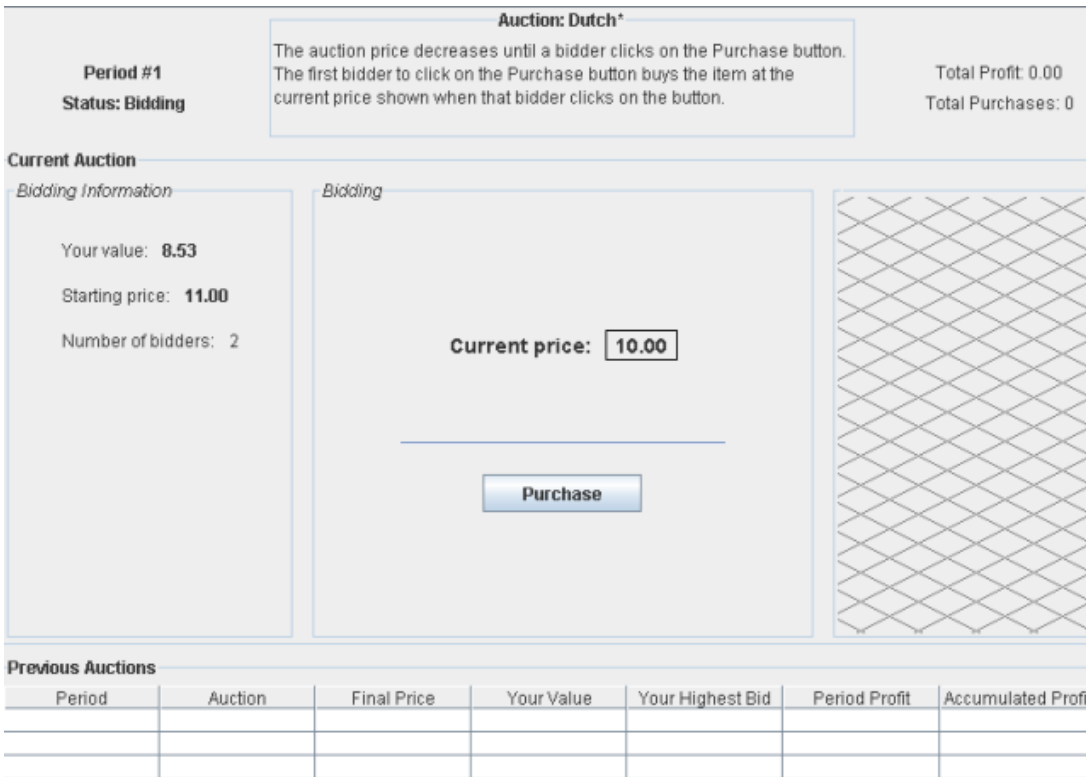 Auction: Dutch*
The auction price decreases until a bidder clicks on the Purchase button.
The first bidder to click on the Purchase button buys the item at the
current price shown when that bidder clicks on the button.
Period #1
Status: Bidding
Total Profit: 0.00
Total Purchases: 0
Current Auction
Bidding Information
Your value: 8.53
Starting price: 11.00
Number of bidders: 2
Bidding
Current price: 10.00
Purchase
Previous Auctions
Period Auction Final Price Your Value Your Highest Bid Period Profit Accumulated Profi